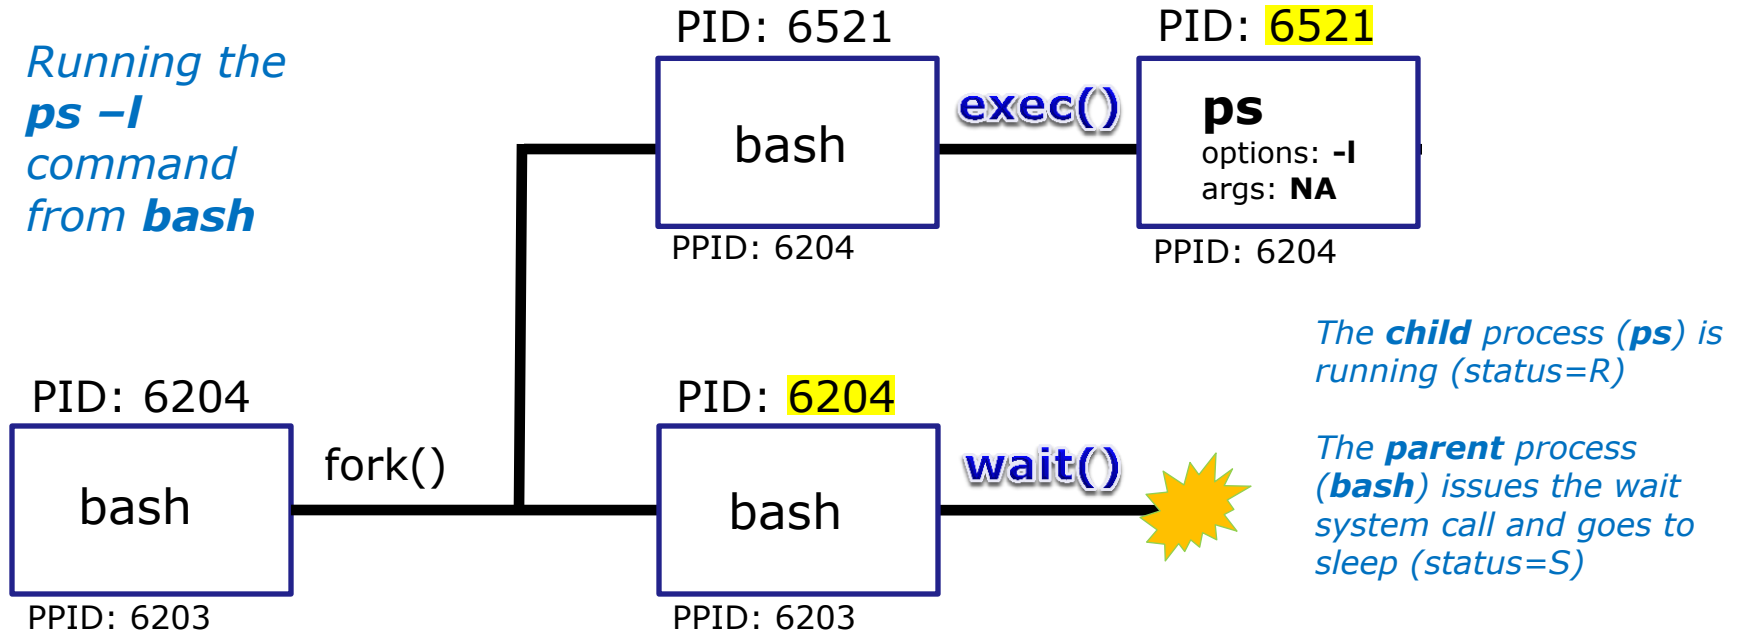 Running the
ps –l
command
from bash
PID: 6521
bash
PPID: 6204
exec()
PID: 6521
ps
options: –l
args: NA
PPID: 6204
PID: 6204
bash
PPID: 6203
fork()
PID: 6204
bash
PPID: 6203
wait()
The child process (ps) is
running (status=R)
The parent process
(bash) issues the wait
system call and goes to
sleep (status=S)